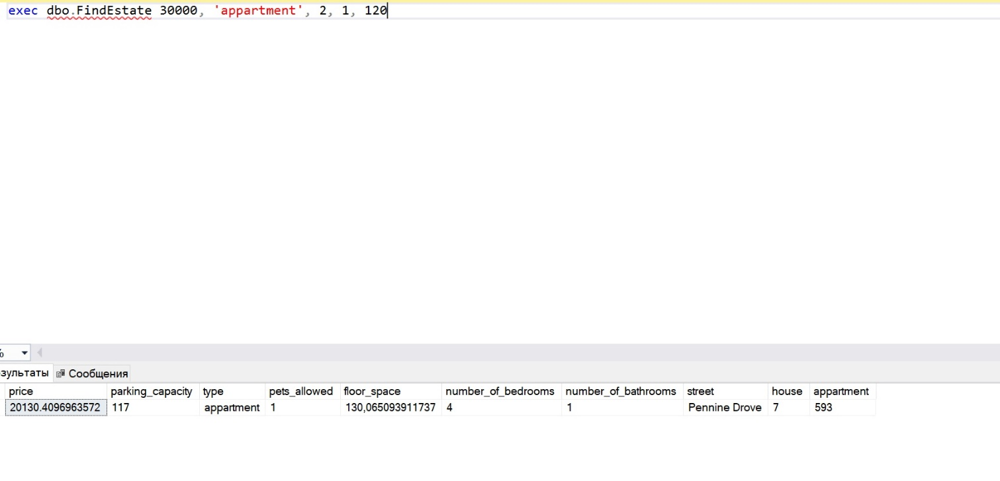 exec dbo.FindEstate 30000, 'appartment', 2, 1, 120
%
зультаты Сообщения
price parking_capacity type pets_allowed floor_space number_of_bedrooms number_of_bathrooms street house appartment
20130.4096963572 117 appartment 1 130,065093911737 4 1 Pennine Drove 7 593